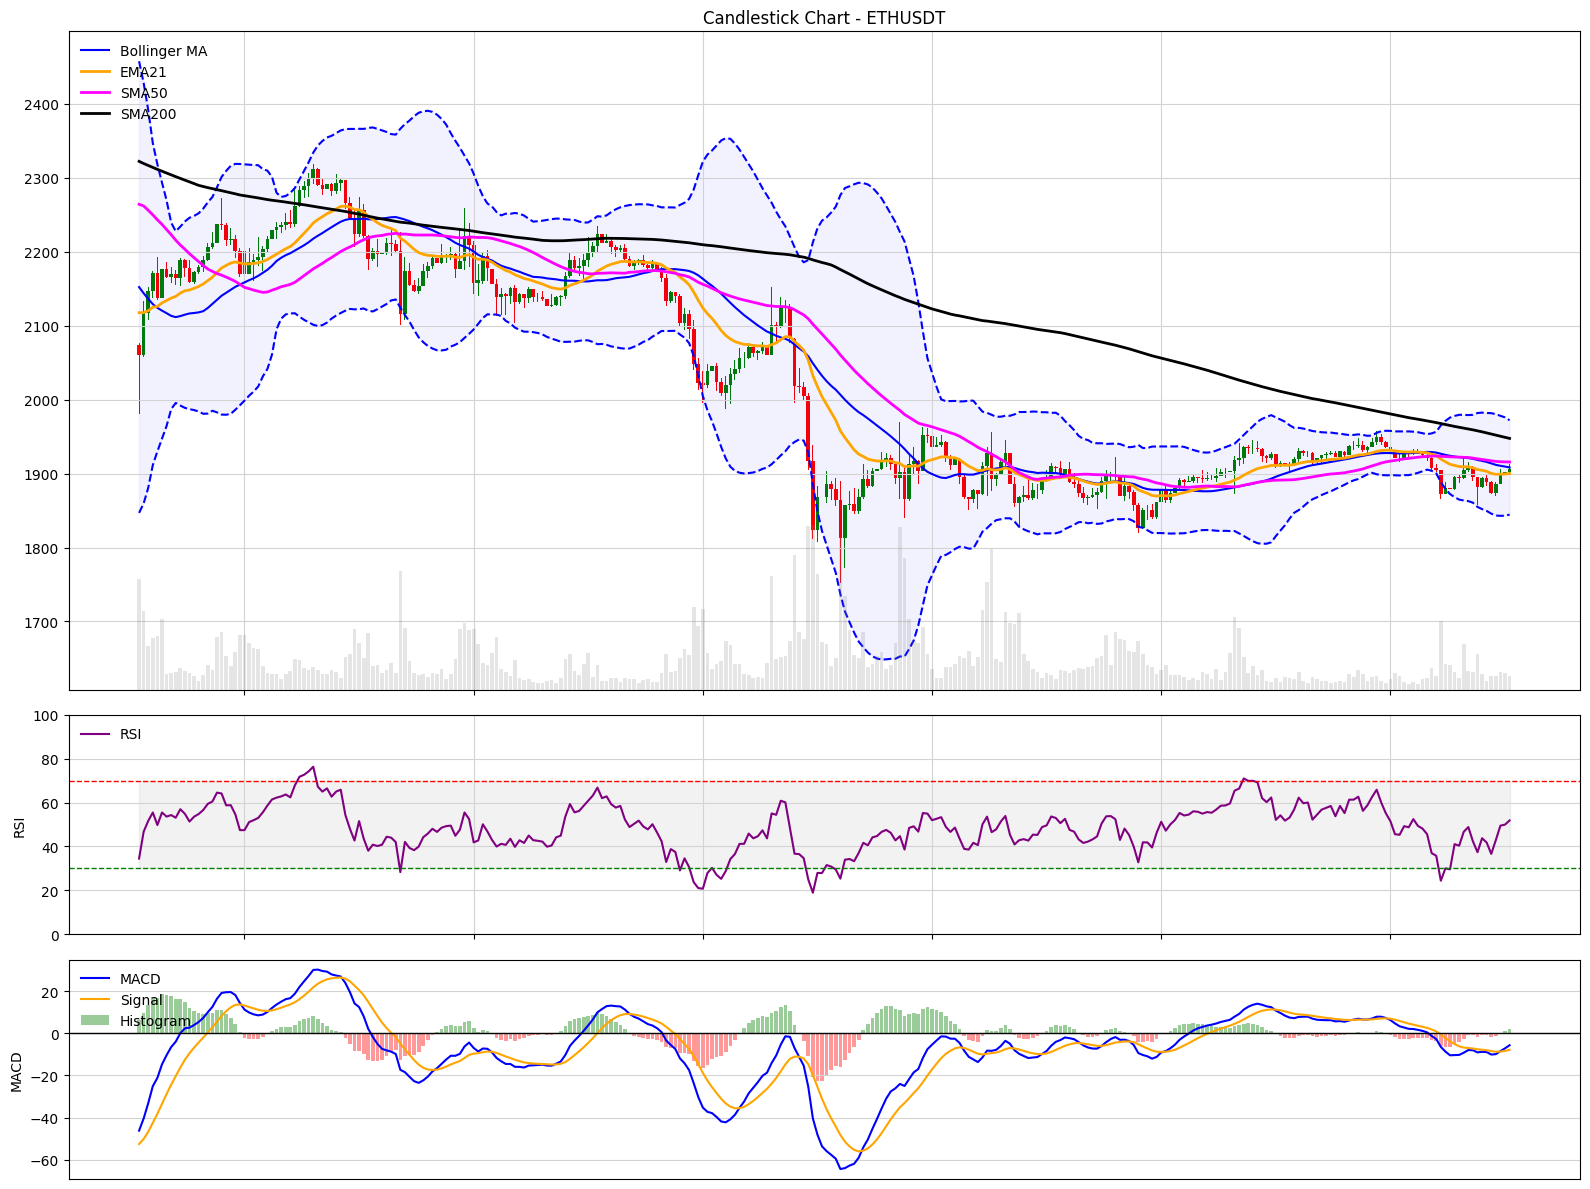 Candlestick Chart - ETHUSDT
Bollinger MA
EMA21
SMA50
SMA200
2400
2300
2200
2100
2000
1900
1800
1700
RSI
100
80
60
40
20
0
RSI
MACD
Signal
Histogram
20
0
−20
−40
−60
MACD